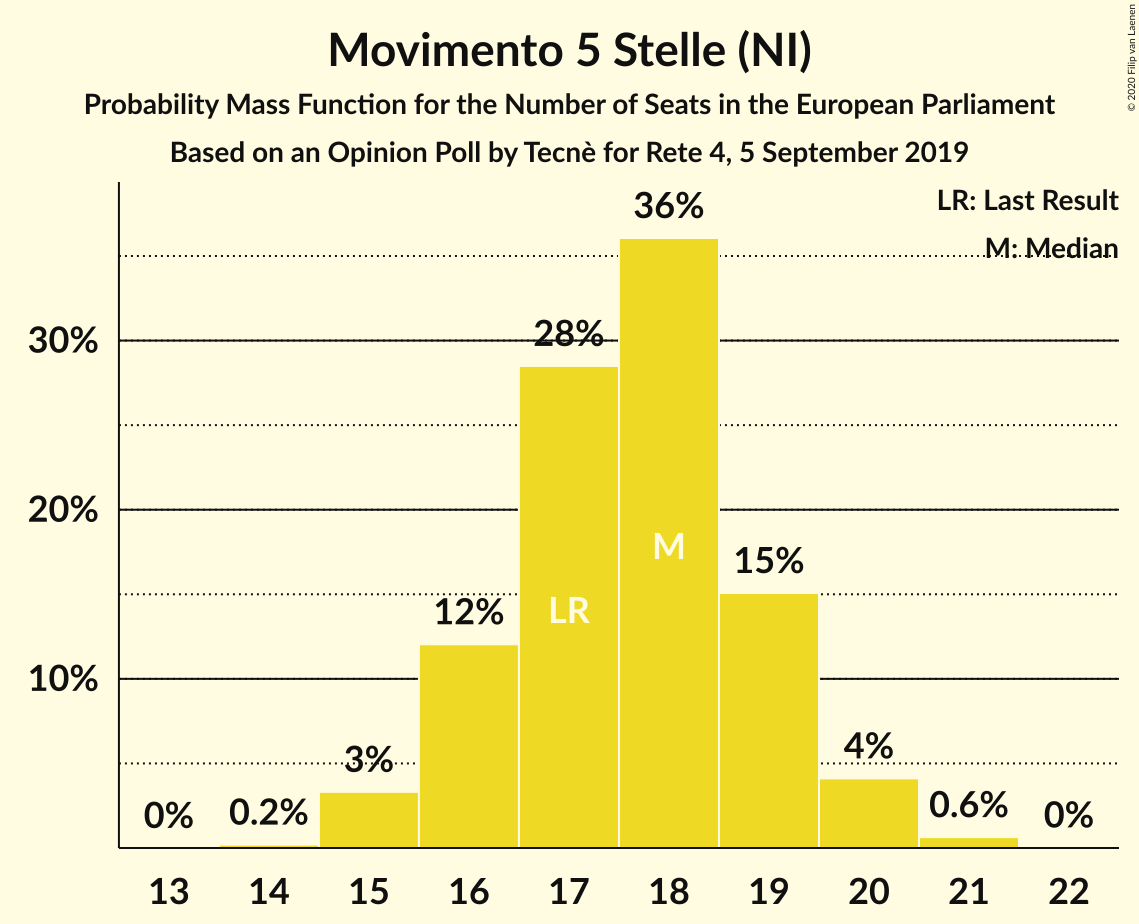 Movimento 5 Stelle (NI)
Probability Mass Function for the Number of Seats in the European Parliament
Based on an Opinion Poll by Tecnè for Rete 4, 5 September 2019
© 2020 Filip van Laenen
LR: Last Result
M: Median
36%
28%
15%
12%
4%
3%
0.6%
0.2%
0%
0%
M
LR
30%
20%
10%
13 14 15 16 17 18 19 20 21 22